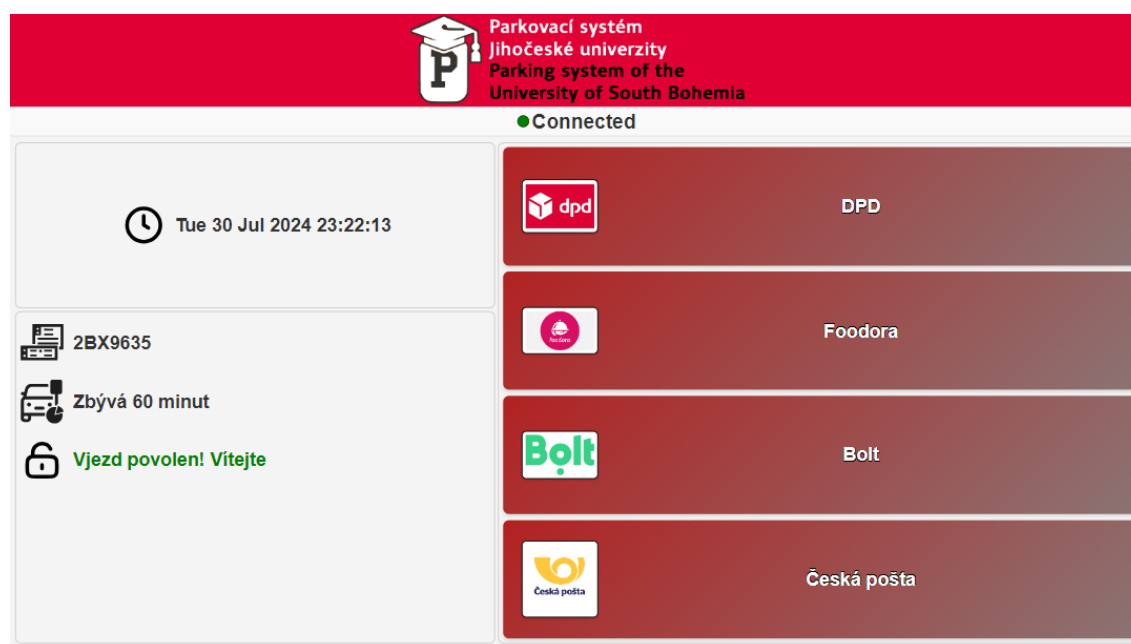 P
Parkovací systém
Jihočeské univerzity
Parking system of the
University of South Bohemia
Connected
Tue 30 Jul 2024 23:22:13
2BX9635
Zbývá 60 minut
Vjezd povolen! Vítejte
dpd
DPD
foodora
Foodora
Bolt
Bolt
Česká pošta
Česká pošta